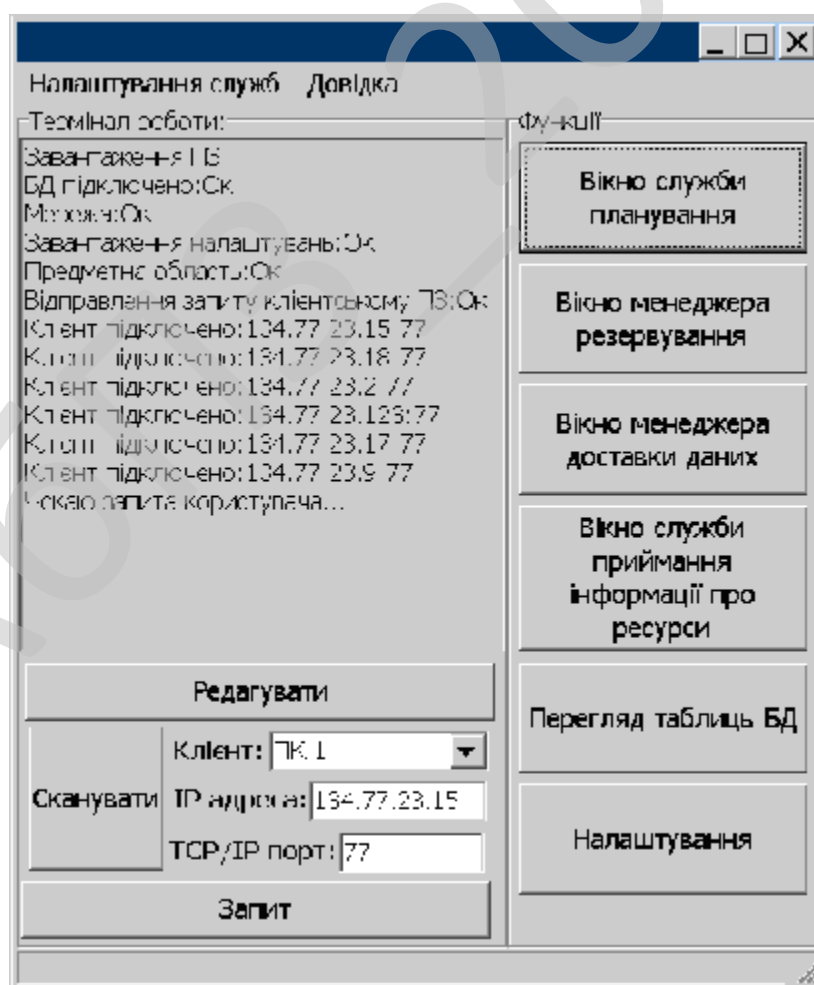 Налаштування служб Довідка
Термінал роботи:
Завантаження ПЗ
БД підключено:Ок
Мережа:Ок
Завантаження налаштувань:Ок
Предметна область:Ок
Відправлення запиту клієнтському ПЗ:Ок
Клієнт підключено:134.77.23.15:77
Клієнт підключено:134.77.23.18:77
Клієнт підключено:134.77.23.2:77
Клієнт підключено:134.77.23.123:77
Клієнт підключено:134.77.23.17:77
Клієнт підключено:134.77.23.9:77
Чекаю запита користувача...
Редагувати
Сканувати
Клієнт: ПК 1
IP адреса: 134.77.23.15
TCP/IP порт: 77
Запит
Функції
Вікно служби
планування
Вікно менеджера
резервування
Вікно менеджера
доставки даних
Вікно служби
приймання
інформації про
ресурси
Перегляд таблиць БД
Налаштування